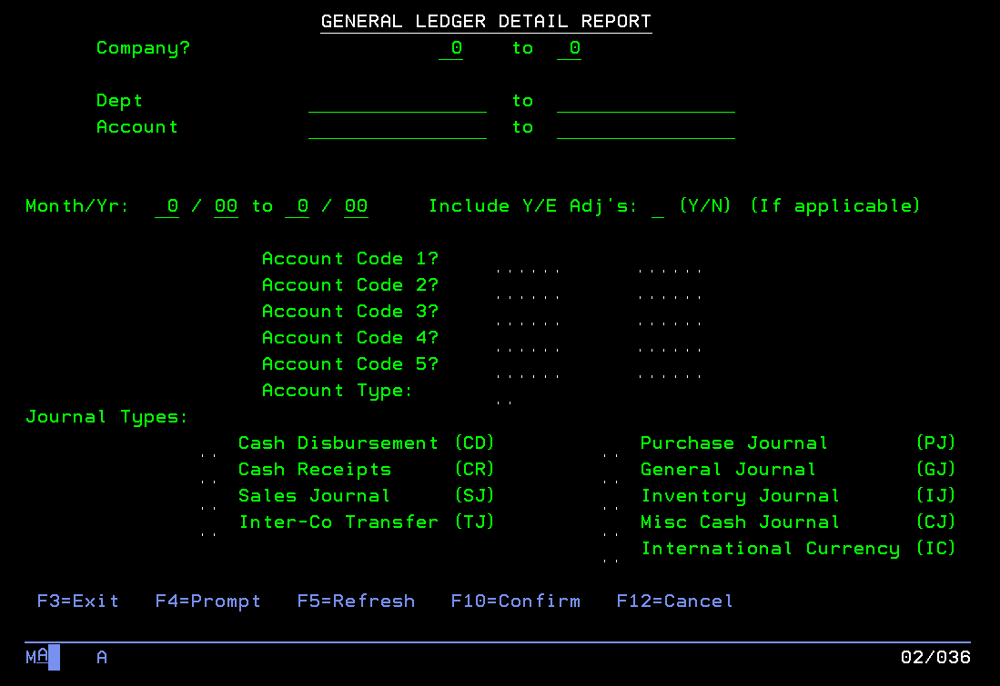 GENERAL LEDGER DETAIL REPORT
Company? 0 to 0
Dept to
Account to
Month/Yr: 0 / 00 to 0 / 00 Include Y/E Adj's: _ (Y/N) (If applicable)
Account Code 1?
Account Code 2?
Account Code 3?
Account Code 4?
Account Code 5?
Account Type:
Journal Types:
Cash Disbursement (CD) Purchase Journal (PJ)
Cash Receipts (CR) General Journal (GJ)
Sales Journal (SJ) Inventory Journal (IJ)
Inter-Co Transfer (TJ) Misc Cash Journal (CJ)
International Currency (IC)
F3=Exit F4=Prompt F5=Refresh F10=Confirm F12=Cancel
MA A 02/036